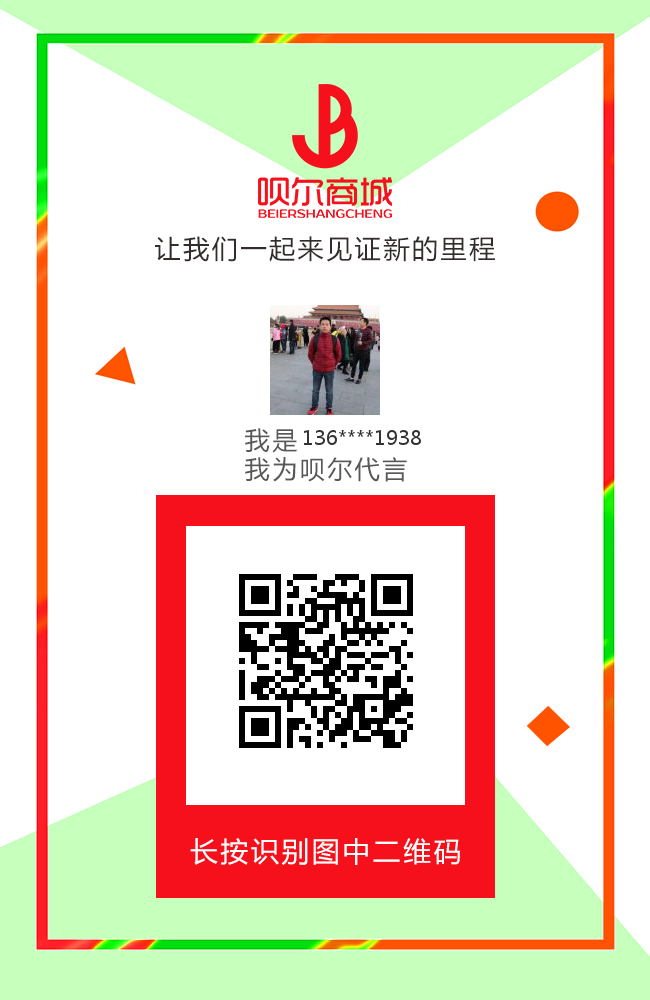 呗尔商城
BEIERSHANGCHENG
让我们一起来见证新的里程
我是 136****1938
我为呗尔代言
长按识别图中二维码